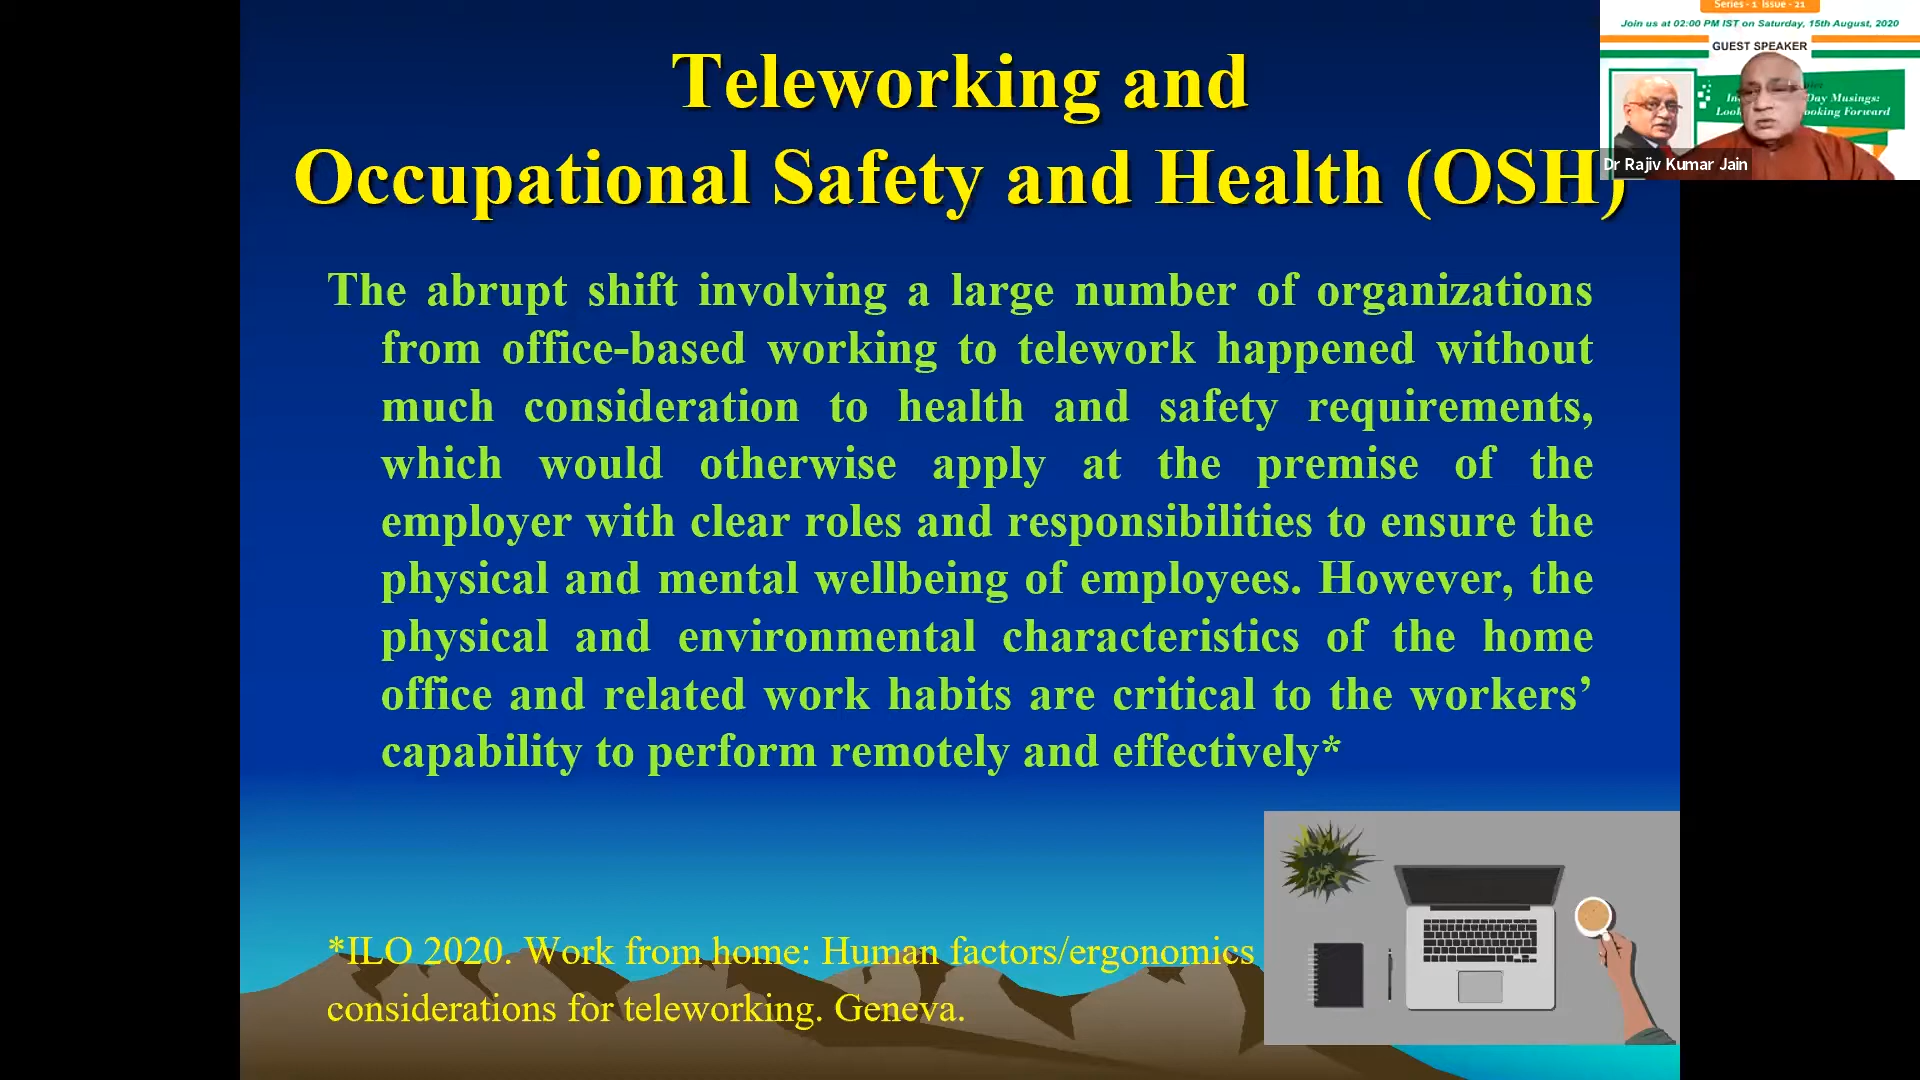 Teleworking and
Occupational Safety and Health (OSH)
The abrupt shift involving a large number of organizations
from office-based working to telework happened without
much consideration to health and safety requirements,
which would otherwise apply at the premise of the
employer with clear roles and responsibilities to ensure the
physical and mental wellbeing of employees. However, the
physical and environmental characteristics of the home
office and related work habits are critical to the workers’
capability to perform remotely and effectively*
*ILO 2020. Work from home: Human factors/ergonomics
considerations for teleworking. Geneva.
Series - 1 Issue - 21
Join us at 02:00 PM IST on Saturday, 15th August, 2020
GUEST SPEAKER
Day Musings:
Forward
Dr Rajiv Kumar Jain